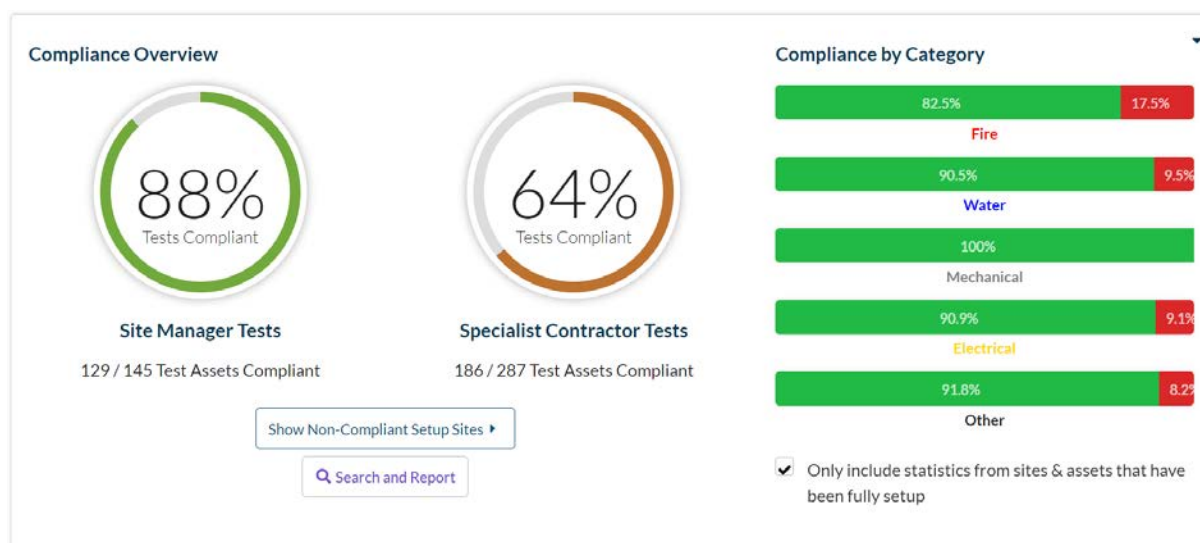 Compliance Overview
88%
Tests Compliant
Site Manager Tests
129 / 145 Test Assets Compliant
64%
Tests Compliant
Specialist Contractor Tests
186 / 287 Test Assets Compliant
Show Non-Compliant Setup Sites
Search and Report
Compliance by Category
82.5% 17.5%
Fire
90.5% 9.5%
Water
100%
Mechanical
90.9% 9.1%
Electrical
91.8% 8.2%
Other
Only include statistics from sites & assets that have
been fully setup